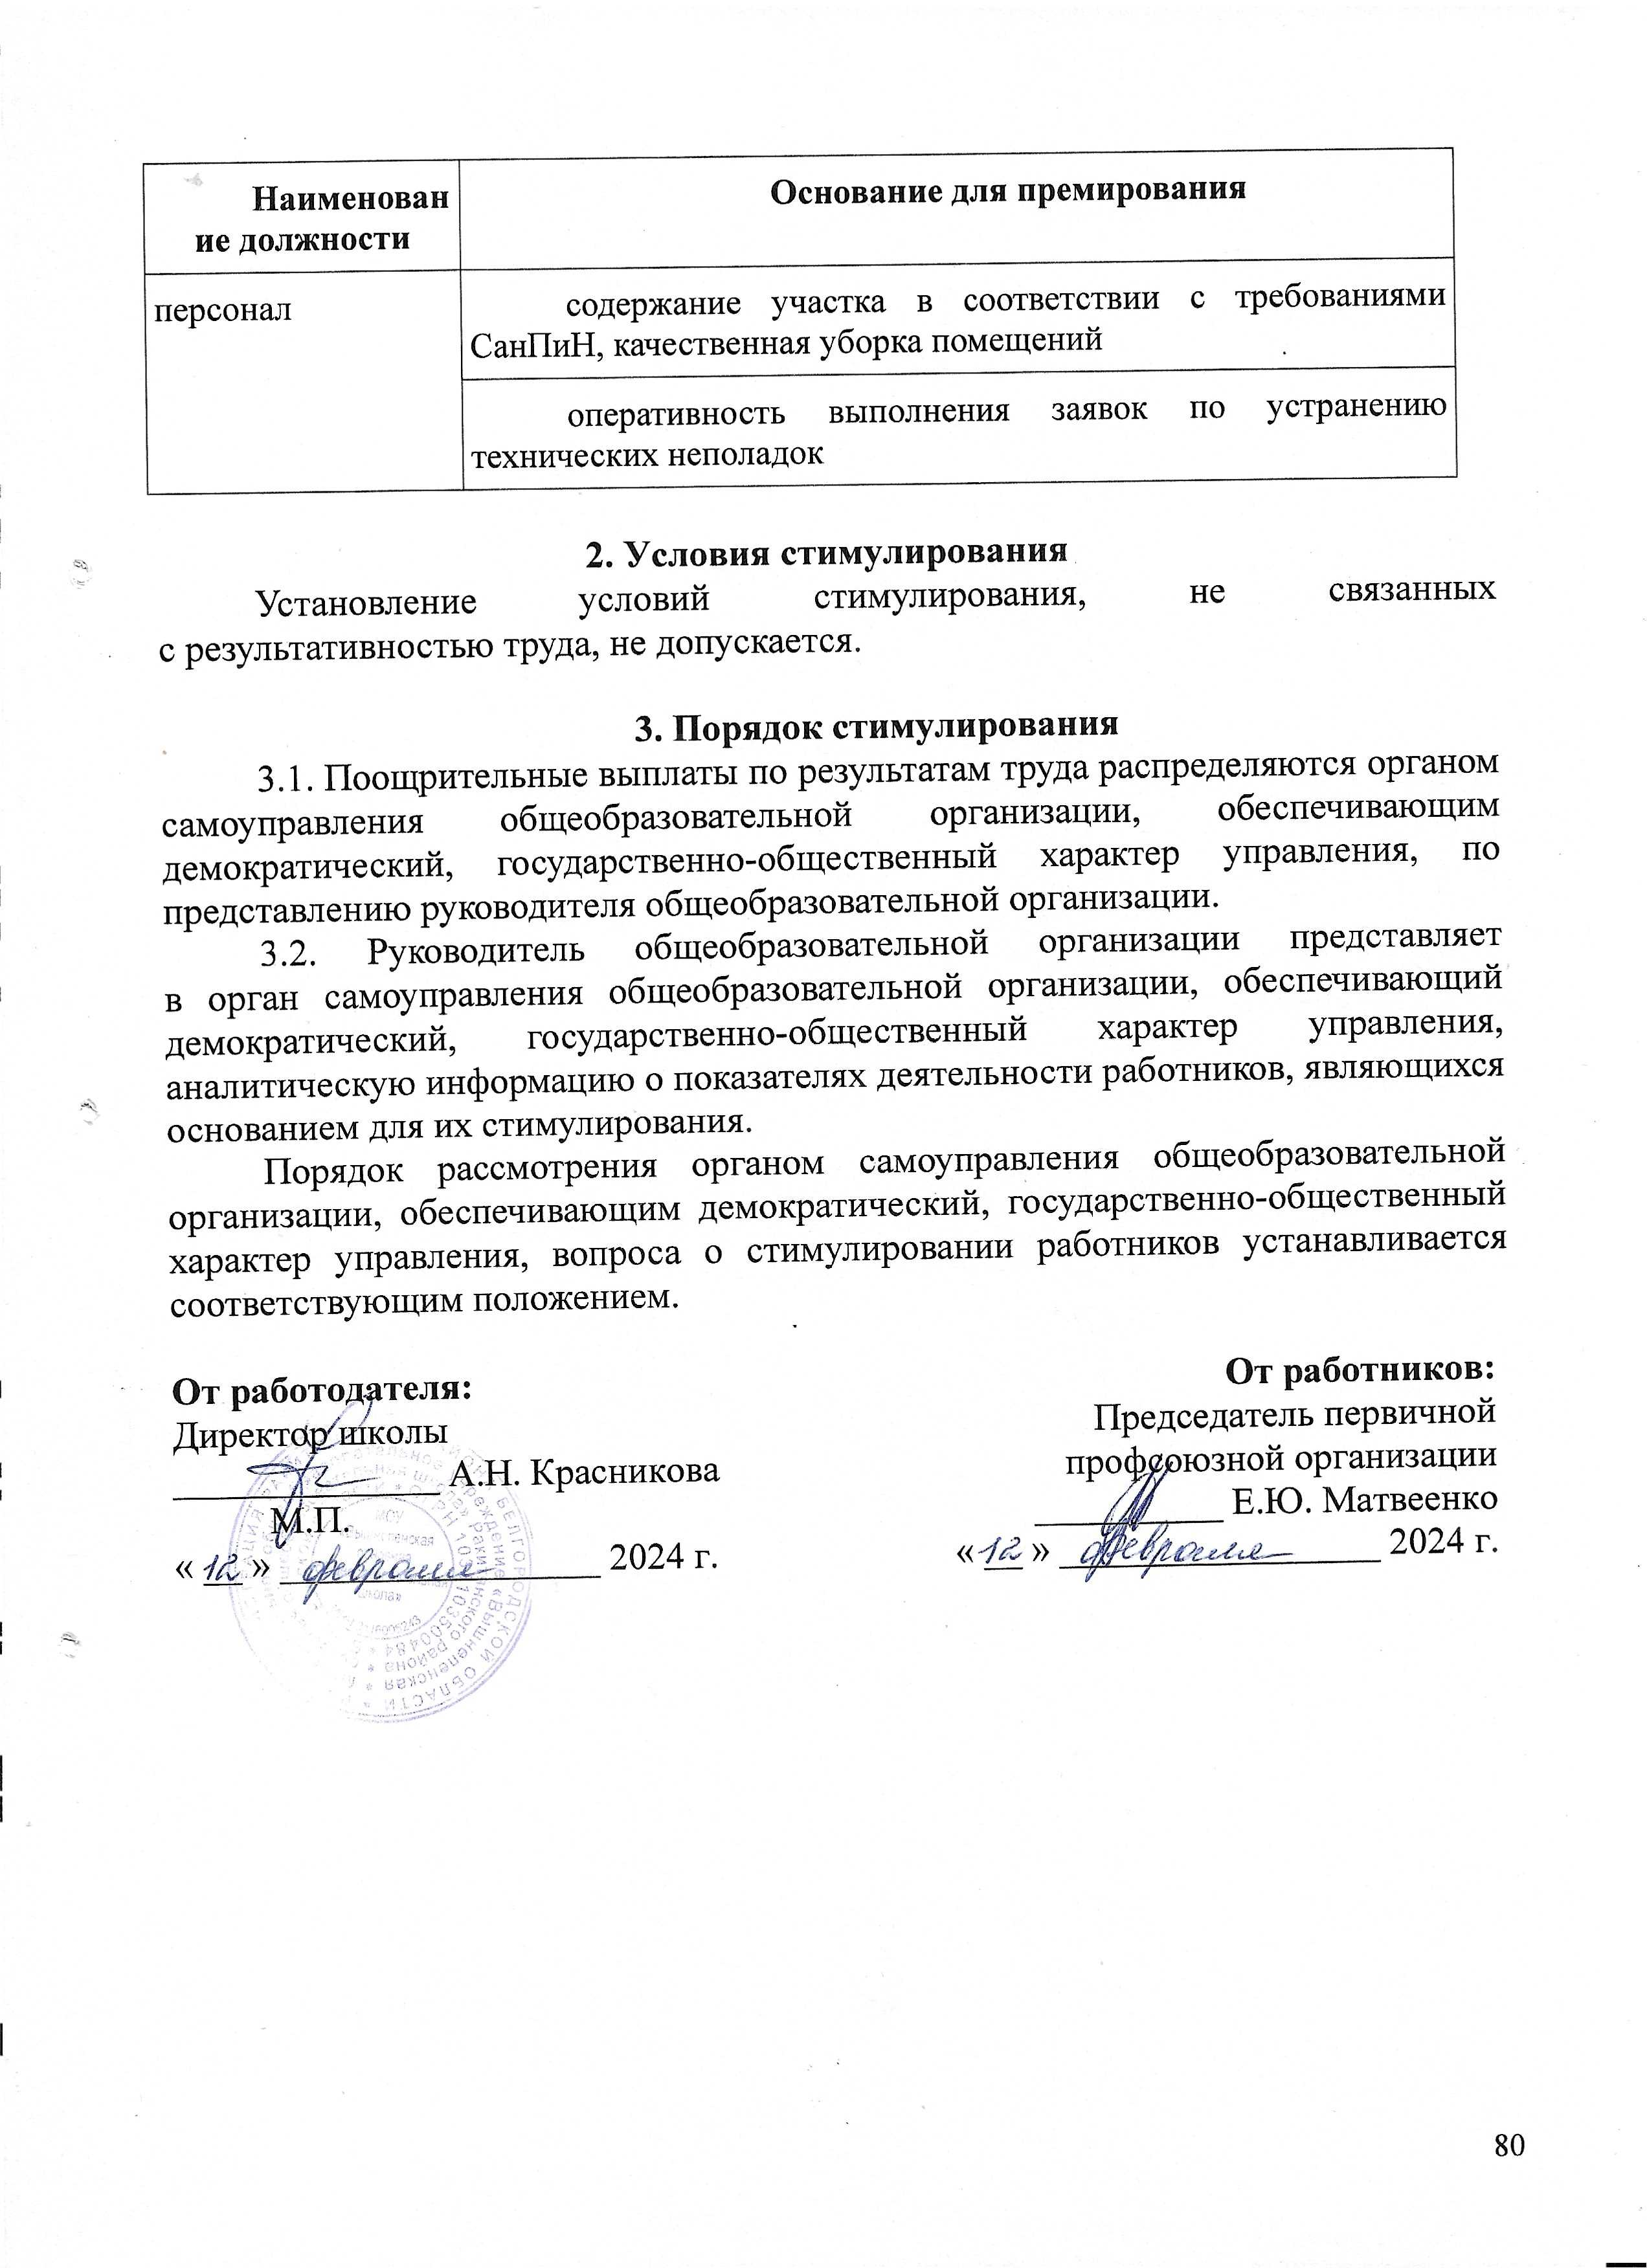 Наименован
ие должности
Основание для премирования
персонал
содержание участка в соответствии с требованиями
СанПиН, качественная уборка помещений
оперативность выполнения заявок по устранению
технических неполадок
2. Условия стимулирования
Установление условий стимулирования, не связанных
с результативностью труда, не допускается.
3. Порядок стимулирования
3.1. Поощрительные выплаты по результатам труда распределяются органом
самоуправления общеобразовательной организации, обеспечивающим
демократический, государственно-общественный характер управления, по
представлению руководителя общеобразовательной организации.
3.2. Руководитель общеобразовательной организации представляет
в орган самоуправления общеобразовательной организации, обеспечивающий
демократический, государственно-общественный характер управления,
аналитическую информацию о показателях деятельности работников, являющихся
основанием для их стимулирования.
Порядок рассмотрения органом самоуправления общеобразовательной
организации, обеспечивающим демократический, государственно-общественный
характер управления, вопроса о стимулировании работников устанавливается
соответствующим положением.
От работодателя:
Директор школы
А.Н. Красникова
М.П.
«12» февраля 2024 г.
От работников:
Председатель первичной
профсоюзной организации
Е.Ю. Матвеенко
«12» февраля 2024 г.
БЕЛГОРОДСКОЙ ОБЛАСТИ
80